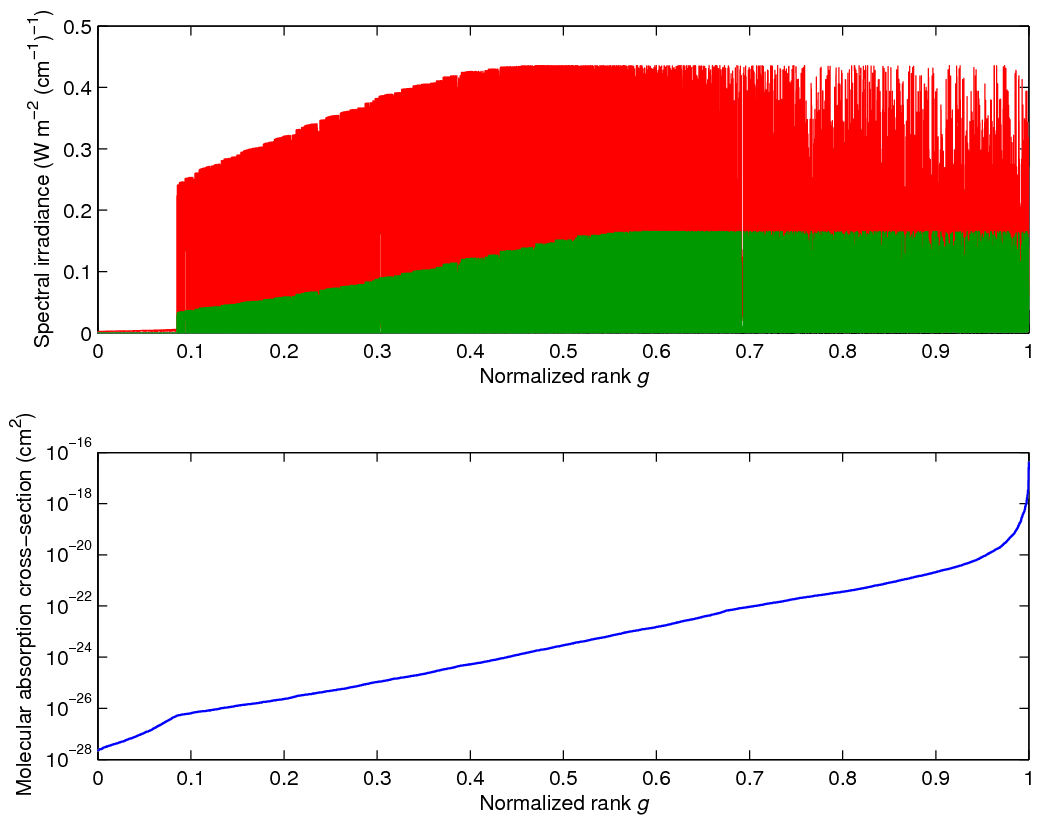 Spectral irradiance (W m⁻² (cm⁻¹)⁻¹)
0.5
0.4
0.3
0.2
0.1
0
0 0.1 0.2 0.3 0.4 0.5 0.6 0.7 0.8 0.9 1
Normalized rank g
Molecular absorption cross−section (cm²)
10⁻¹⁶
10⁻¹⁸
10⁻²⁰
10⁻²²
10⁻²⁴
10⁻²⁶
10⁻²⁸
0 0.1 0.2 0.3 0.4 0.5 0.6 0.7 0.8 0.9 1
Normalized rank g